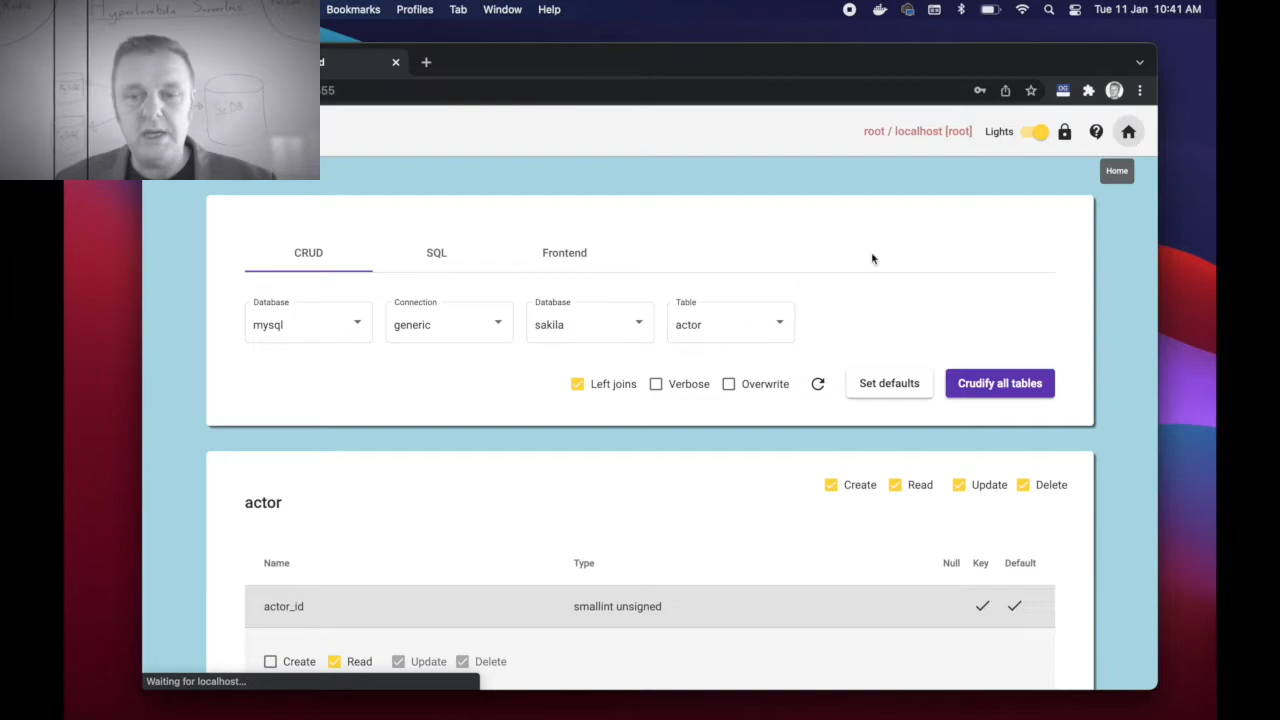 Bookmarks Profiles Tab Window Help
Tue 11 Jan 10:41 AM
Hyperlambda Serverless
root / localhost [root] Lights
Home
CRUD SQL Frontend
Database Connection Database Table
mysql generic sakila actor
Left joins Verbose Overwrite Set defaults Crudify all tables
Create Read Update Delete
actor
Name Type Null Key Default
actor_id smallint unsigned
Create Read Update Delete
Waiting for localhost...